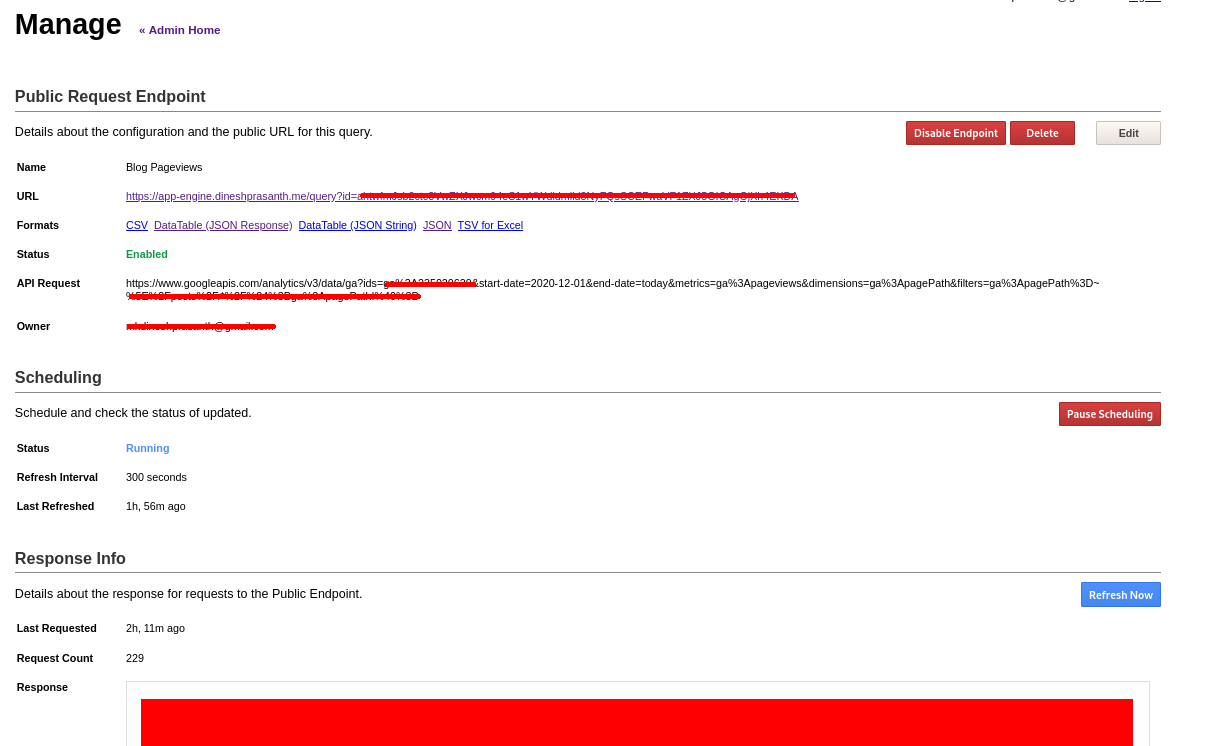 Manage « Admin Home
Public Request Endpoint
Details about the configuration and the public URL for this query. Disable Endpoint Delete Edit
Name Blog Pageviews
URL https://app-engine.dineshprasanth.me/query?id=
Formats CSV DataTable (JSON Response) DataTable (JSON String) JSON TSV for Excel
Status Enabled
API Request https://www.googleapis.com/analytics/v3/data/ga?ids= &start-date=2020-12-01&end-date=today&metrics=ga%3Apageviews&dimensions=ga%3ApagePath&filters=ga%3ApagePath%3D~
Owner
Scheduling
Schedule and check the status of updated. Pause Scheduling
Status Running
Refresh Interval 300 seconds
Last Refreshed 1h, 56m ago
Response Info
Details about the response for requests to the Public Endpoint. Refresh Now
Last Requested 2h, 11m ago
Request Count 229
Response